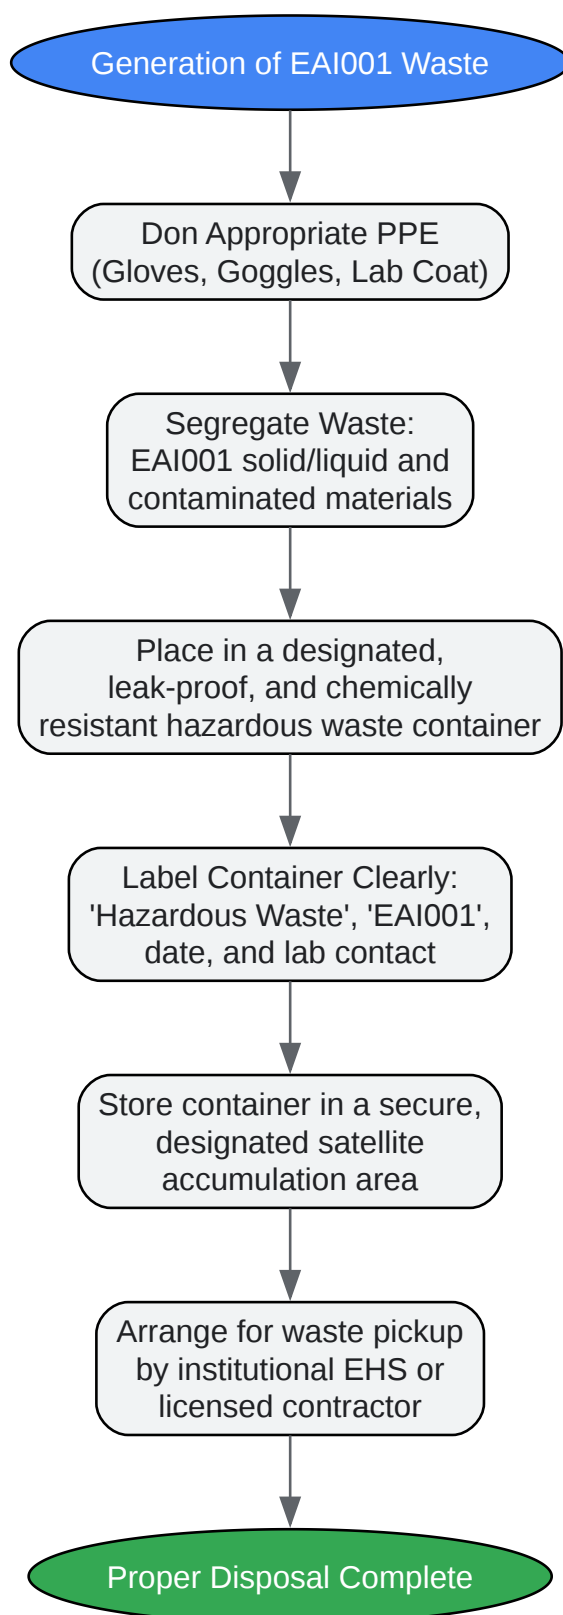 Generation of EAI001 Waste
Don Appropriate PPE
(Gloves, Goggles, Lab Coat)
Segregate Waste:
EAI001 solid/liquid and
contaminated materials
Place in a designated,
leak-proof, and chemically
resistant hazardous waste container
Label Container Clearly:
'Hazardous Waste', 'EAI001',
date, and lab contact
Store container in a secure,
designated satellite
accumulation area
Arrange for waste pickup
by institutional EHS or
licensed contractor
Proper Disposal Complete